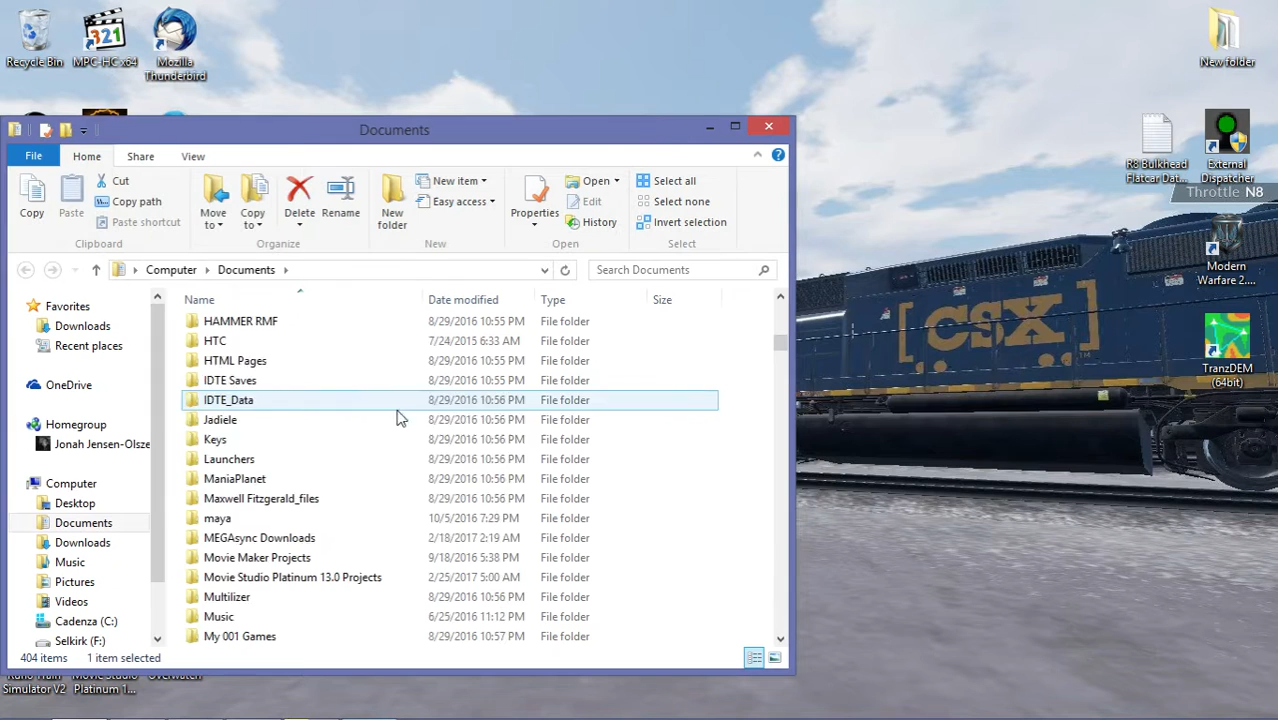 Recycle Bin
MPC-HC x64
Mozilla
Thunderbird
New folder
R8 Bulkhead
Flatcar Dat...
External
Dispatcher
Throttle N8
Modern
Warfare 2....
TranzDEM
(64bit)
[CSX]
Documents
File
Home
Share
View
Copy
Paste
Cut
Copy path
Paste shortcut
Clipboard
Move
to
Copy
to
Delete
Rename
Organize
New
folder
New item
Easy access
New
Properties
Open
Edit
History
Open
Select all
Select none
Invert selection
Select
Computer
Documents
Search Documents
Favorites
Downloads
Recent places
OneDrive
Homegroup
Jonah Jensen-Olsze
Computer
Desktop
Documents
Downloads
Music
Pictures
Videos
Cadenza (C:)
Selkirk (F:)
Name Date modified Type Size
HAMMER RMF 8/29/2016 10:55 PM File folder
HTC 7/24/2015 6:33 AM File folder
HTML Pages 8/29/2016 10:55 PM File folder
IDTE Saves 8/29/2016 10:55 PM File folder
IDTE_Data 8/29/2016 10:56 PM File folder
Jadiele 8/29/2016 10:56 PM File folder
Keys 8/29/2016 10:56 PM File folder
Launchers 8/29/2016 10:56 PM File folder
ManiaPlanet 8/29/2016 10:56 PM File folder
Maxwell Fitzgerald_files 8/29/2016 10:56 PM File folder
maya 10/5/2016 7:29 PM File folder
MEGAsync Downloads 2/18/2017 2:19 AM File folder
Movie Maker Projects 9/18/2016 5:38 PM File folder
Movie Studio Platinum 13.0 Projects 2/25/2017 5:00 AM File folder
Multilizer 8/29/2016 10:56 PM File folder
Music 6/25/2016 11:12 PM File folder
My 001 Games 8/29/2016 10:57 PM File folder
404 items 1 item selected
Simulator V2
Platinum 1...